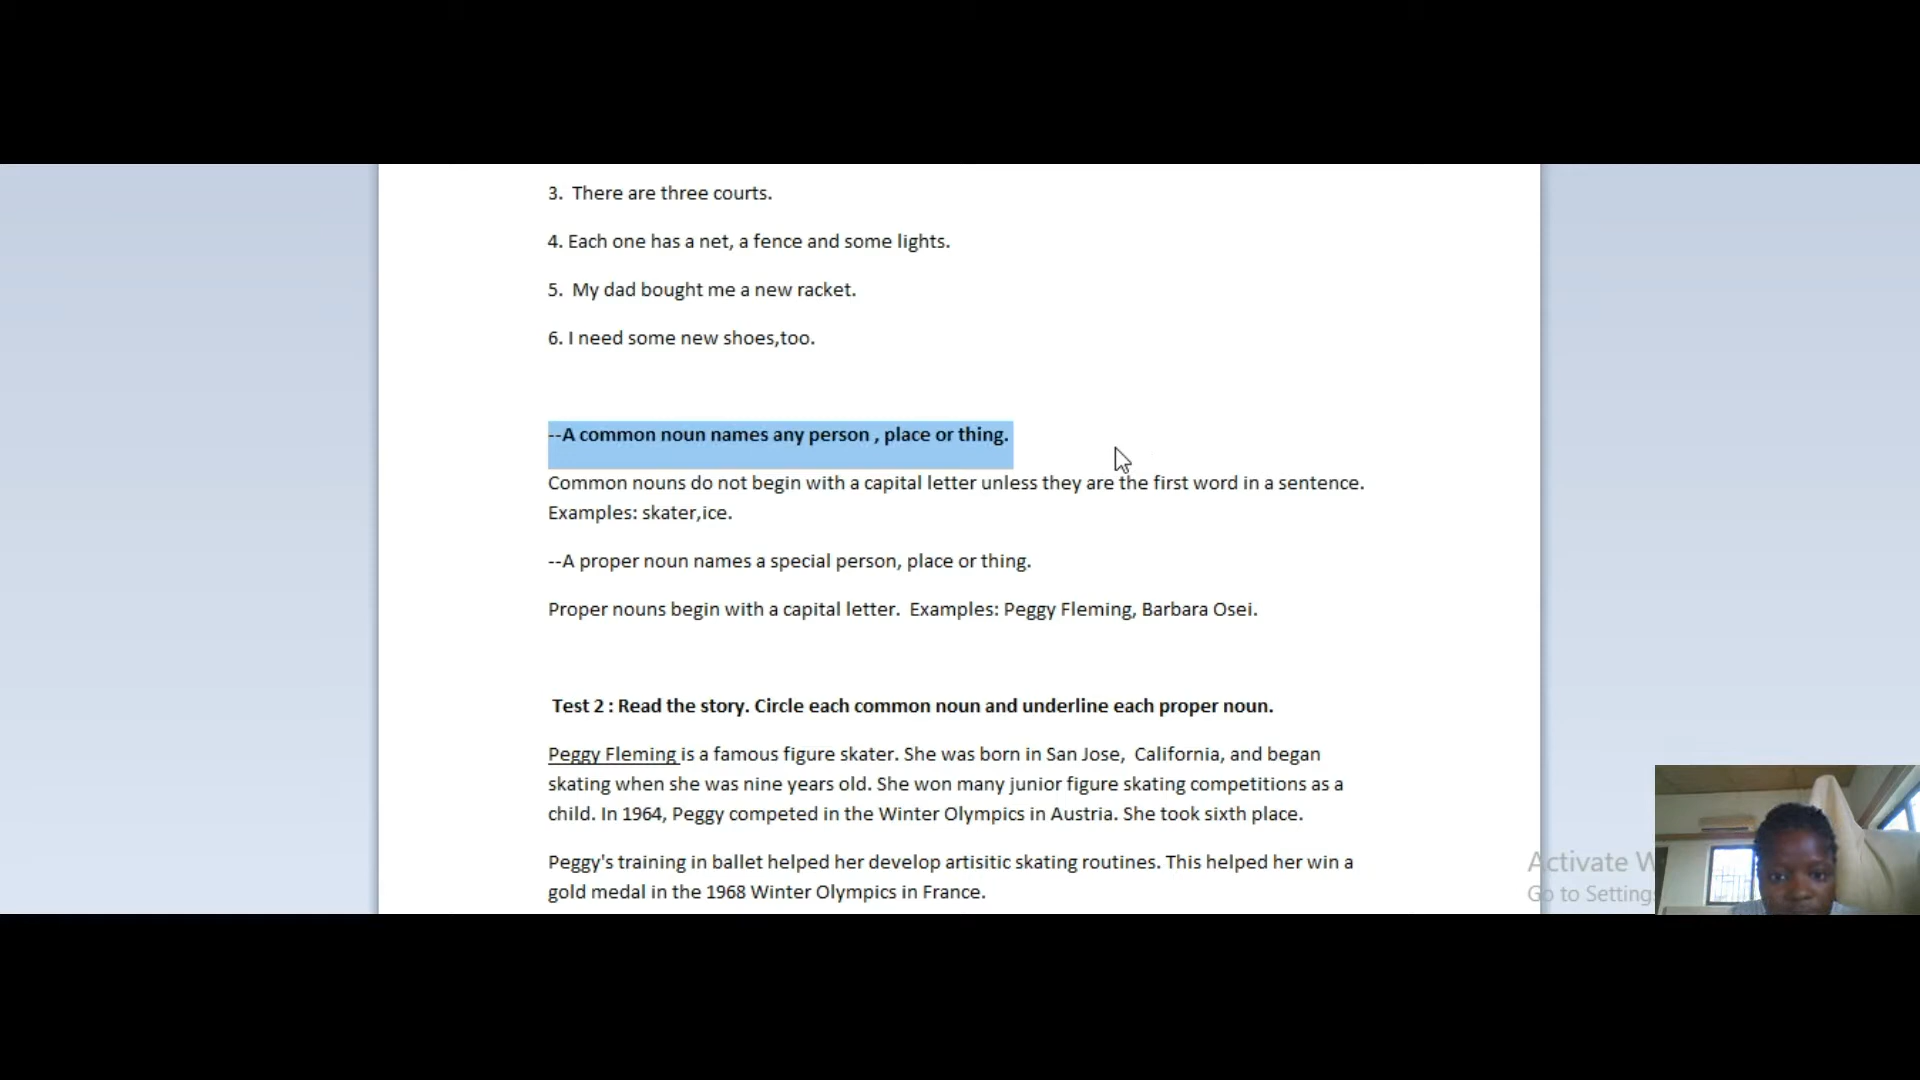 3. There are three courts.
4. Each one has a net, a fence and some lights.
5. My dad bought me a new racket.
6. I need some new shoes,too.
--A common noun names any person , place or thing.
Common nouns do not begin with a capital letter unless they are the first word in a sentence.
Examples: skater,ice.
--A proper noun names a special person, place or thing.
Proper nouns begin with a capital letter. Examples: Peggy Fleming, Barbara Osei.
Test 2 : Read the story. Circle each common noun and underline each proper noun.
Peggy Fleming is a famous figure skater. She was born in San Jose, California, and began
skating when she was nine years old. She won many junior figure skating competitions as a
child. In 1964, Peggy competed in the Winter Olympics in Austria. She took sixth place.
Peggy's training in ballet helped her develop artisitic skating routines. This helped her win a
gold medal in the 1968 Winter Olympics in France.
Activate W
Go to Setting